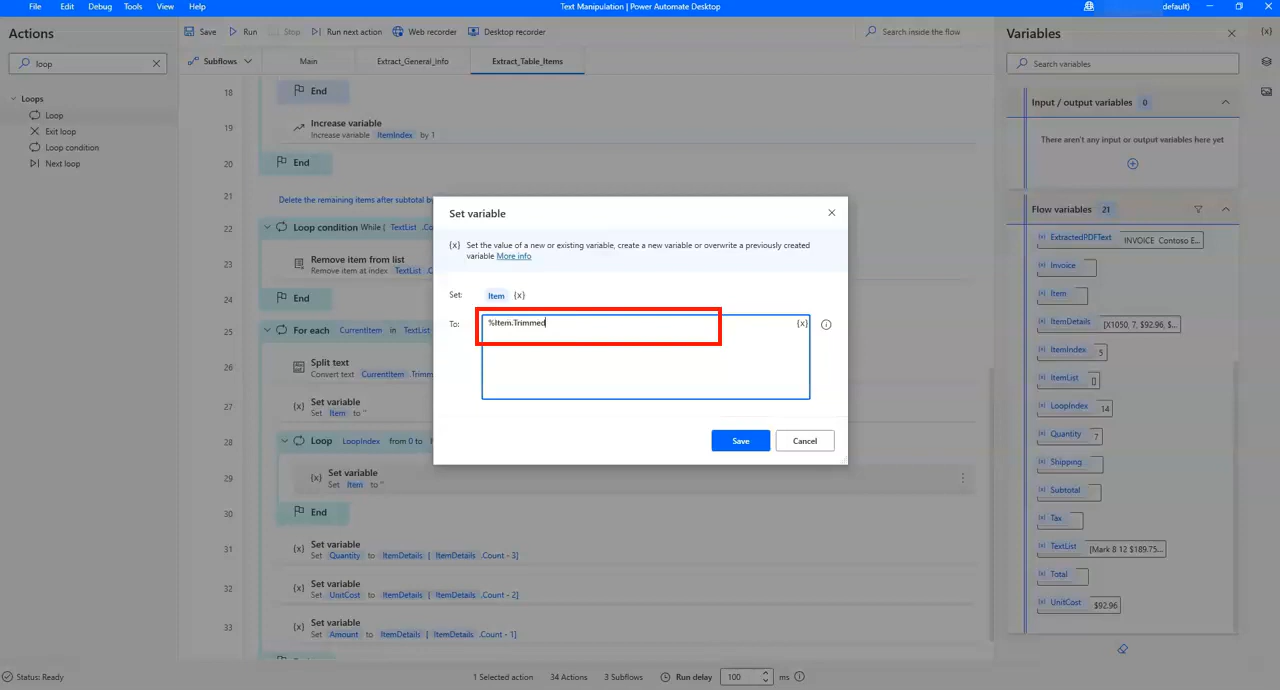 File Edit Debug Tools View Help
Text Manipulation | Power Automate Desktop
default)
Actions
loop
Loops
Loop
Exit loop
Loop condition
Next loop
Save Run Stop Run next action Web recorder Desktop recorder
Search inside the flow
Subflows Main Extract_General_Info Extract_Table_Items
18 End
19 Increase variable
Increase variable ItemIndex by 1
20 End
21 Delete the remaining items after subtotal b
22 Loop condition While ( TextList .Co
23 Remove item from list
Remove item at index TextList .C
24 End
25 For each CurrentItem in TextList
26 Split text
Convert text CurrentItem .Trimm
27 {x} Set variable
Set Item to ''
28 Loop LoopIndex from 0 to
29 {x} Set variable
Set Item to ''
30 End
31 {x} Set variable
Set Quantity to ItemDetails [ ItemDetails .Count - 3]
32 {x} Set variable
Set UnitCost to ItemDetails [ ItemDetails .Count - 2]
33 {x} Set variable
Set Amount to ItemDetails [ ItemDetails .Count - 1]
Set variable
{x} Set the value of a new or existing variable, create a new variable or overwrite a previously created
variable More info
Set: Item {x}
To: %Item.Trimmed {x}
Save Cancel
Variables
{x}
Search variables
Input / output variables 0
There aren't any input or output variables here yet
Flow variables 21
ExtractedPDFText INVOICE Contoso E...
Invoice
Item
ItemDetails [X1050, 7, $92.96, $...
ItemIndex 5
ItemList []
LoopIndex 14
Quantity 7
Shipping
Subtotal
Tax
TextList [Mark 8 12 $189.75...
Total
UnitCost $92.96
Status: Ready
1 Selected action 34 Actions 3 Subflows Run delay 100 ms